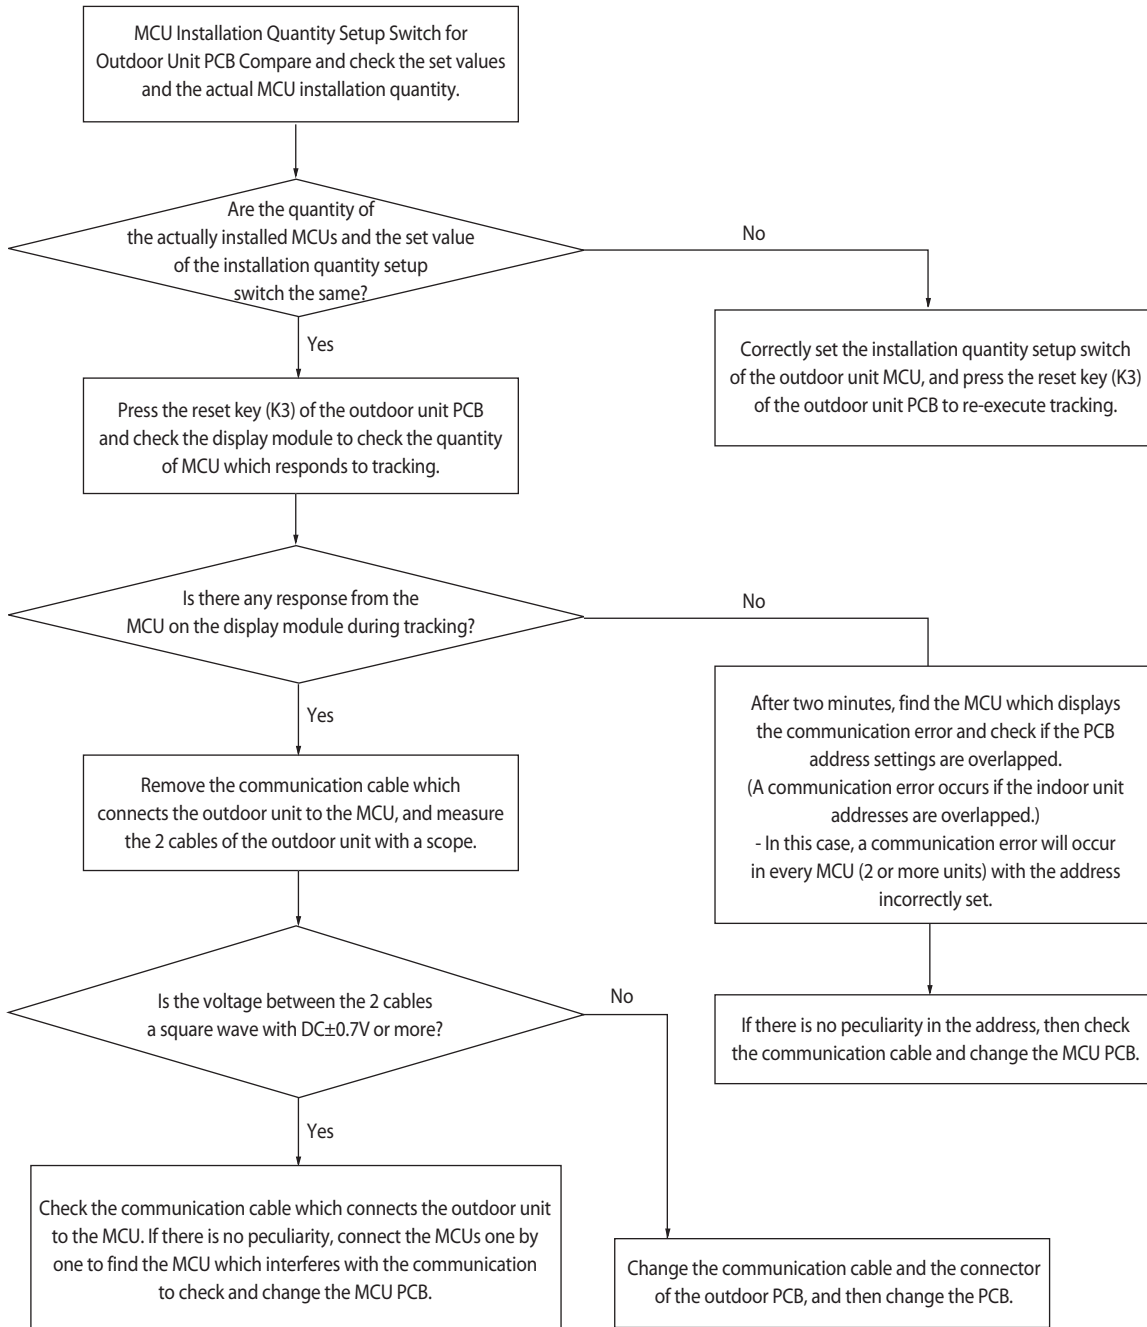 MCU Installation Quantity Setup Switch for
Outdoor Unit PCB Compare and check the set values
and the actual MCU installation quantity.
Are the quantity of
the actually installed MCUs and the set value
of the installation quantity setup
switch the same?
No
Yes
Correctly set the installation quantity setup switch
of the outdoor unit MCU, and press the reset key (K3)
of the outdoor unit PCB to re-execute tracking.
Press the reset key (K3) of the outdoor unit PCB
and check the display module to check the quantity
of MCU which responds to tracking.
Is there any response from the
MCU on the display module during tracking?
No
Yes
After two minutes, find the MCU which displays
the communication error and check if the PCB
address settings are overlapped.
(A communication error occurs if the indoor unit
addresses are overlapped.)
- In this case, a communication error will occur
in every MCU (2 or more units) with the address
incorrectly set.
Remove the communication cable which
connects the outdoor unit to the MCU, and measure
the 2 cables of the outdoor unit with a scope.
Is the voltage between the 2 cables
a square wave with DC±0.7V or more?
No
Yes
If there is no peculiarity in the address, then check
the communication cable and change the MCU PCB.
Check the communication cable which connects the outdoor unit
to the MCU. If there is no peculiarity, connect the MCUs one by
one to find the MCU which interferes with the communication
to check and change the MCU PCB.
Change the communication cable and the connector
of the outdoor PCB, and then change the PCB.